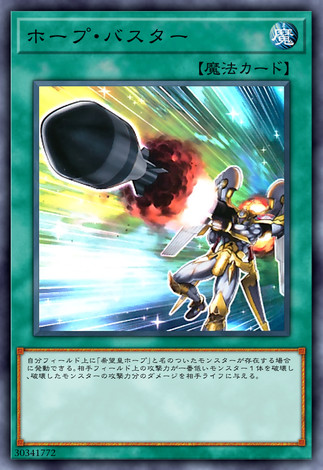 ホープ・バスター
魔
【魔法カード】
自分フィールド上に「希望皇ホープ」と名のついたモンスターが存在する場合
に発動できる。相手フィールド上の攻撃力が一番低いモンスター1体を破壊し
、破壊したモンスターの攻撃力分のダメージを相手ライフに与える。
30341772